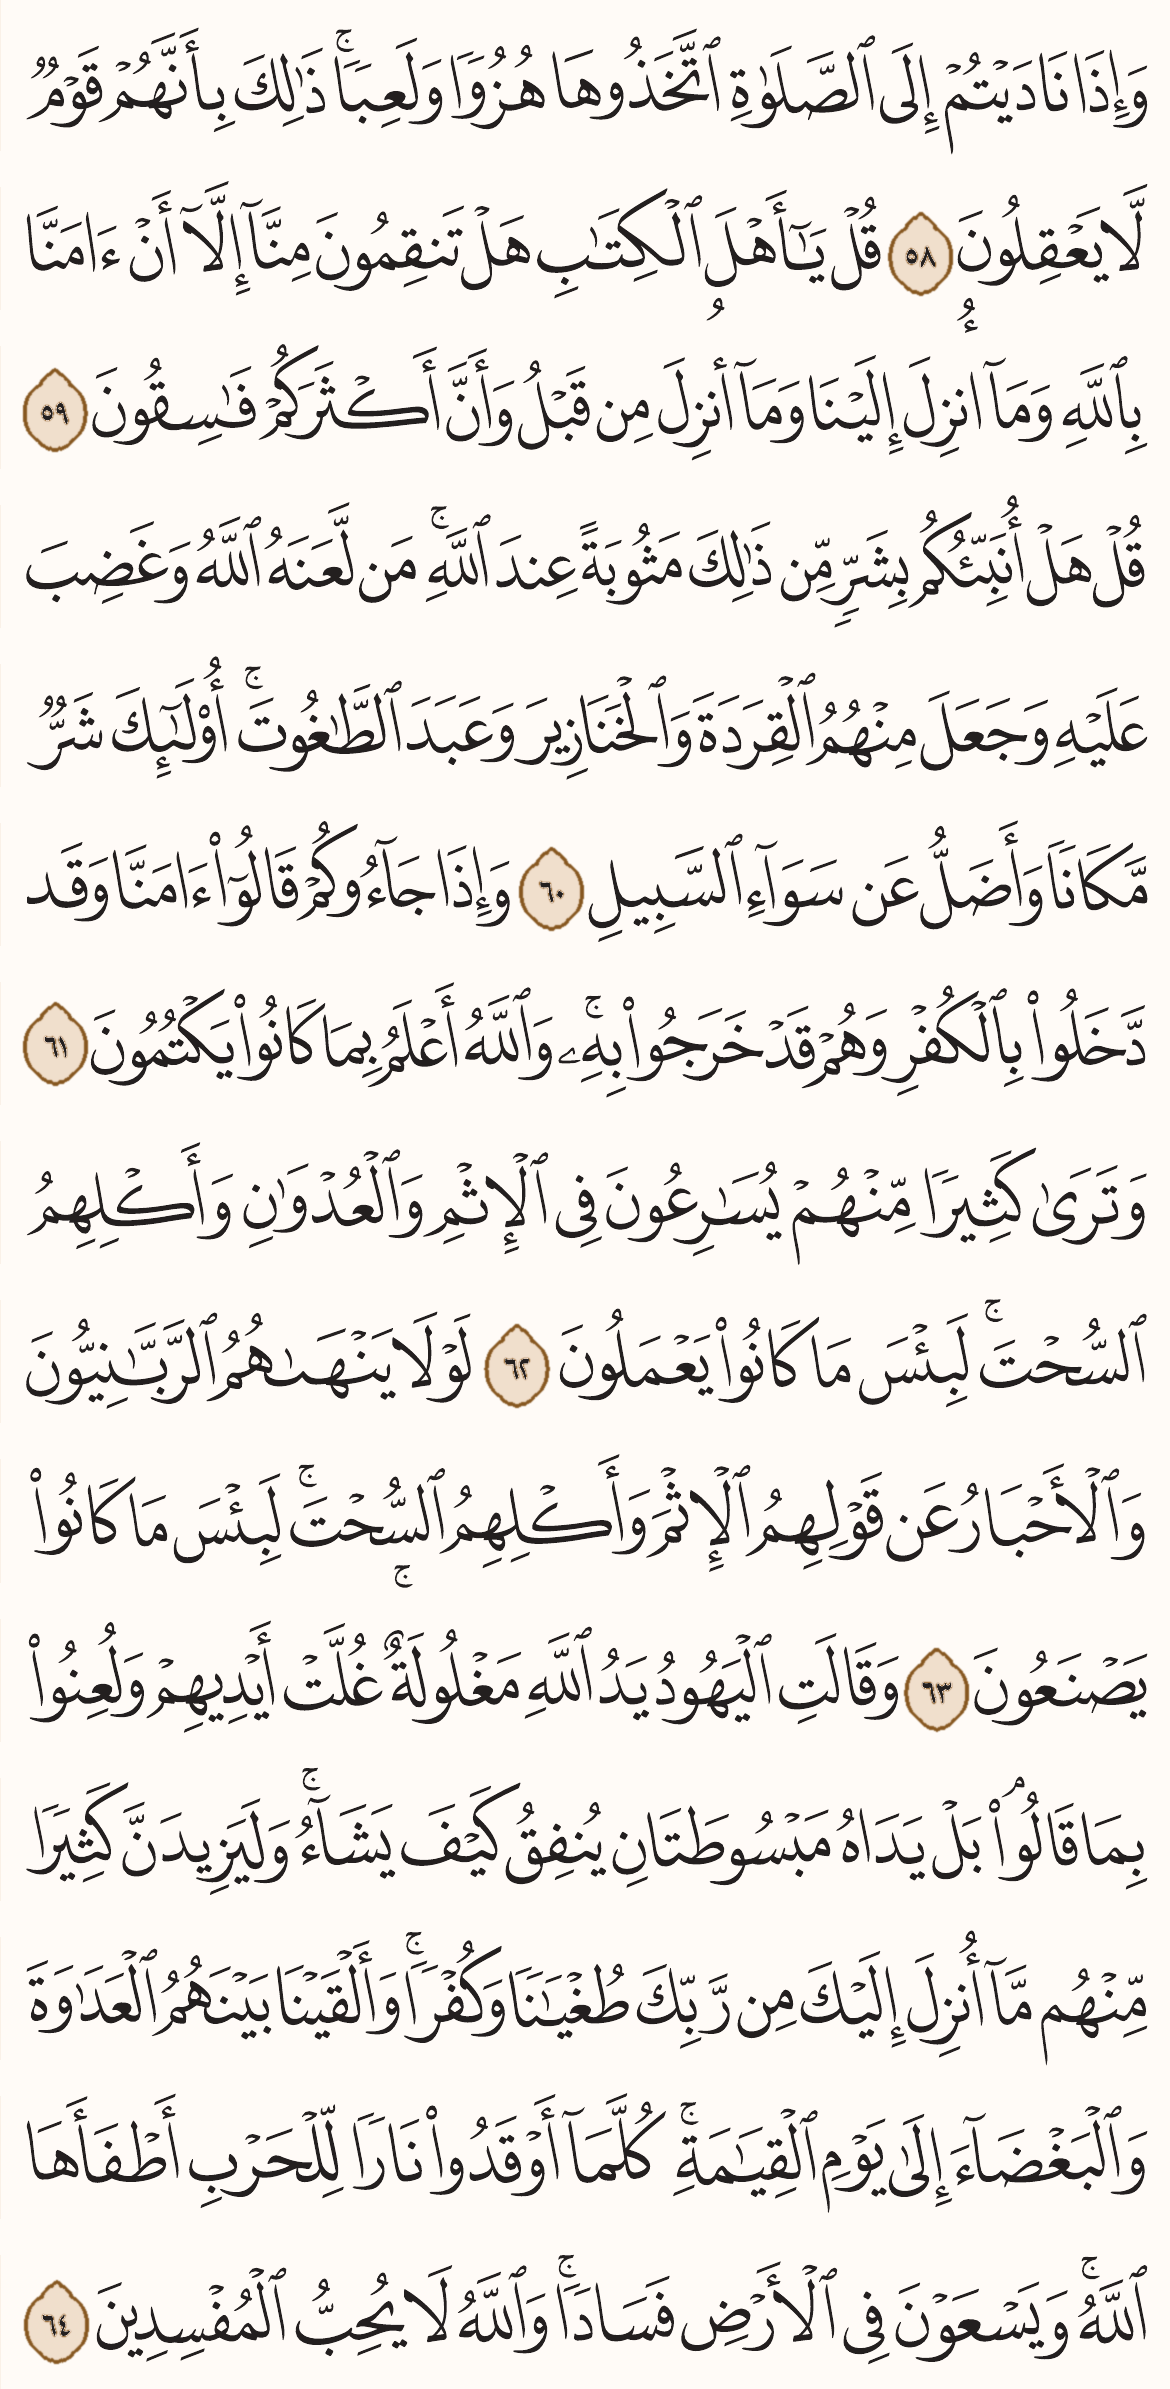 وَإِذَا نَادَيۡتُمۡ إِلَى ٱلصَّلَوٰةِ ٱتَّخَذُوهَا هُزُوٗا وَلَعِبٗاۚ ذَٰلِكَ بِأَنَّهُمۡ قَوۡمٞ
لَّا يَعۡقِلُونَ ٥٨ قُلۡ يَٰٓأَهۡلَ ٱلۡكِتَٰبِ هَلۡ تَنقِمُونَ مِنَّآ إِلَّآ أَنۡ ءَامَنَّا
بِٱللَّهِ وَمَآ أُنزِلَ إِلَيۡنَا وَمَآ أُنزِلَ مِن قَبۡلُ وَأَنَّ أَكۡثَرَكُمۡ فَٰسِقُونَ ٥٩
قُلۡ هَلۡ أُنَبِّئُكُم بِشَرّٖ مِّن ذَٰلِكَ مَثُوبَةً عِندَ ٱللَّهِۚ مَن لَّعَنَهُ ٱللَّهُ وَغَضِبَ
عَلَيۡهِ وَجَعَلَ مِنۡهُمُ ٱلۡقِرَدَةَ وَٱلۡخَنَازِيرَ وَعَبَدَ ٱلطَّٰغُوتَۚ أُوْلَٰٓئِكَ شَرّٞ
مَّكَانٗا وَأَضَلُّ عَن سَوَآءِ ٱلسَّبِيلِ ٦٠ وَإِذَا جَآءُوكُمۡ قَالُوٓاْ ءَامَنَّا وَقَد
دَّخَلُواْ بِٱلۡكُفۡرِ وَهُمۡ قَدۡ خَرَجُواْ بِهِۦۚ وَٱللَّهُ أَعۡلَمُ بِمَا كَانُواْ يَكۡتُمُونَ ٦١
وَتَرَىٰ كَثِيرٗا مِّنۡهُمۡ يُسَٰرِعُونَ فِي ٱلۡإِثۡمِ وَٱلۡعُدۡوَٰنِ وَأَكۡلِهِمُ
ٱلسُّحۡتَۚ لَبِئۡسَ مَا كَانُواْ يَعۡمَلُونَ ٦٢ لَوۡلَا يَنۡهَىٰهُمُ ٱلرَّبَّٰنِيُّونَ
وَٱلۡأَحۡبَارُ عَن قَوۡلِهِمُ ٱلۡإِثۡمَ وَأَكۡلِهِمُ ٱلسُّحۡتَۚ لَبِئۡسَ مَا كَانُواْ
يَصۡنَعُونَ ٦٣ وَقَالَتِ ٱلۡيَهُودُ يَدُ ٱللَّهِ مَغۡلُولَةٌۚ غُلَّتۡ أَيۡدِيهِمۡ وَلُعِنُواْ
بِمَا قَالُواْۘ بَلۡ يَدَاهُ مَبۡسُوطَتَانِ يُنفِقُ كَيۡفَ يَشَآءُۚ وَلَيَزِيدَنَّ كَثِيرٗا
مِّنۡهُم مَّآ أُنزِلَ إِلَيۡكَ مِن رَّبِّكَ طُغۡيَٰنٗا وَكُفۡرٗاۚ وَأَلۡقَيۡنَا بَيۡنَهُمُ ٱلۡعَدَٰوَةَ
وَٱلۡبَغۡضَآءَ إِلَىٰ يَوۡمِ ٱلۡقِيَٰمَةِۚ كُلَّمَآ أَوۡقَدُواْ نَارٗا لِّلۡحَرۡبِ أَطۡفَأَهَا
ٱللَّهُۚ وَيَسۡعَوۡنَ فِي ٱلۡأَرۡضِ فَسَادٗاۚ وَٱللَّهُ لَا يُحِبُّ ٱلۡمُفۡسِدِينَ ٦٤